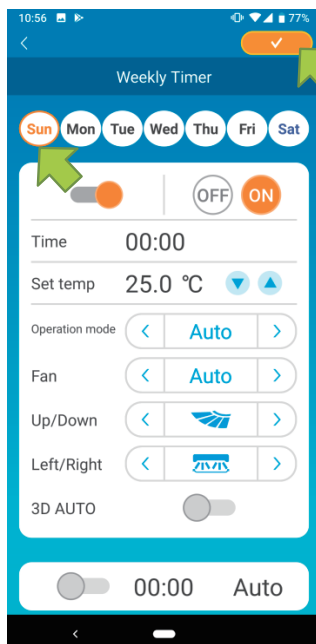 10:56 77%
Weekly Timer
Sun Mon Tue Wed Thu Fri Sat
OFF ON
Time 00:00
Set temp 25.0 ℃
Operation mode Auto
Fan Auto
Up/Down
Left/Right
3D AUTO
00:00 Auto